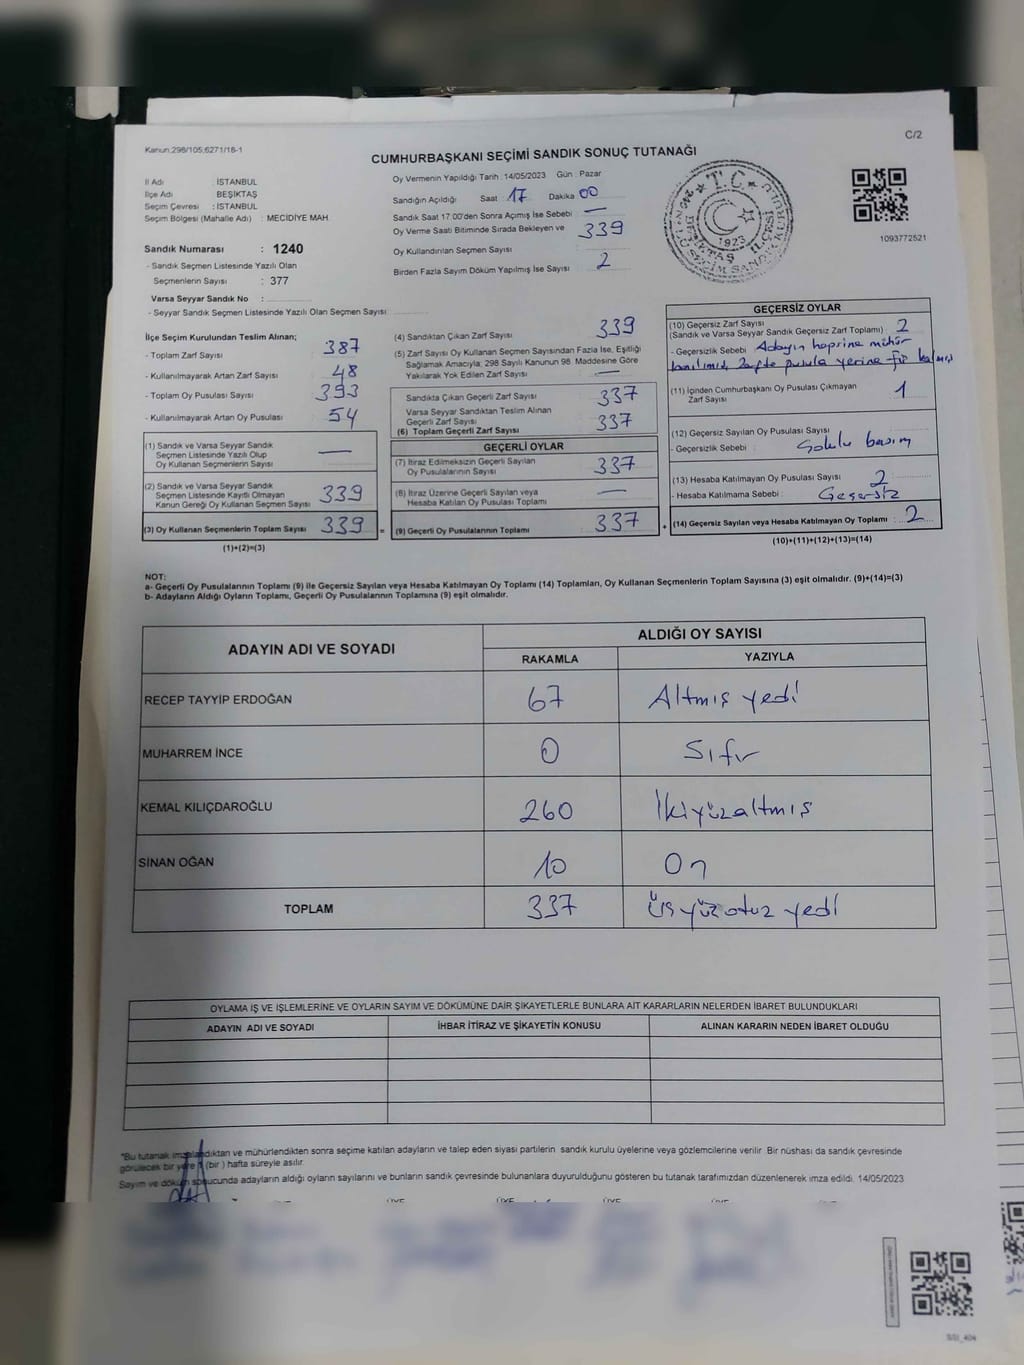 C/2
Kanun;298/105;6271/18-1
CUMHURBAŞKANI SEÇİMİ SANDIK SONUÇ TUTANAĞI
İl Adı : İSTANBUL
İlçe Adı BEŞİKTAŞ
Seçim Çevresi : İSTANBUL
Seçim Bölgesi (Mahalle Adı) : MECİDİYE MAH.
Sandık Numarası : 1240
- Sandık Seçmen Listesinde Yazılı Olan
Seçmenlerin Sayısı : 377
Varsa Seyyar Sandık No :
- Seyyar Sandık Seçmen Listesinde Yazılı Olan Seçmen Sayısı:
Oy Vermenin Yapıldığı Tarih : 14/05/2023 Gün : Pazar
Sandığın Açıldığı Saat : 17 Dakika 00
Sandık Saat 17.00'den Sonra Açımış İse Sebebi : —
Oy Verme Saati Bitiminde Sırada Bekleyen ve 339
Oy Kullandırılan Seçmen Sayısı
Birden Fazla Sayım Döküm Yapılmış İse Sayısı 2
T.C.
1923
BEŞİKTAŞ İLÇESİ
1093772521
İlçe Seçim Kurulundan Teslim Alınan;
- Toplam Zarf Sayısı : 387
- Kullanılmayarak Artan Zarf Sayısı : 48
- Toplam Oy Pusulası Sayısı : 393
- Kullanılmayarak Artan Oy Pusulası : 54
(1) Sandık ve Varsa Seyyar Sandık
Seçmen Listesinde Yazılı Olup
Oy Kullanan Seçmenlerin Sayısı : —
(2) Sandık ve Varsa Seyyar Sandık
Seçmen Listesinde Kayıtlı Olmayan
Kanun Gereği Oy Kullanan Seçmen Sayısı : 339
(3) Oy Kullanan Seçmenlerin Toplam Sayısı : 339 =
(1)+(2)=(3)
(4) Sandıktan Çıkan Zarf Sayısı : 339
(5) Zarf Sayısı Oy Kullanan Seçmen Sayısından Fazla İse, Eşitliği
Sağlamak Amacıyla; 298 Sayılı Kanunun 98. Maddesine Göre
Yakılarak Yok Edilen Zarf Sayısı : —
Sandıkta Çıkan Geçerli Zarf Sayısı : 337
Varsa Seyyar Sandıktan Teslim Alınan
Geçerli Zarf Sayısı : 337
(6) Toplam Geçerli Zarf Sayısı
GEÇERLİ OYLAR
(7) İtiraz Edilmeksizin Geçerli Sayılan
Oy Pusulalarının Sayısı : 337
(8) İtiraz Üzerine Geçerli Sayılan veya
Hesaba Katılan Oy Pusulası Toplamı : —
(9) Geçerli Oy Pusulalarının Toplamı : 337 +
GEÇERSİZ OYLAR
(10) Geçersiz Zarf Sayısı
(Sandık ve Varsa Seyyar Sandık Geçersiz Zarf Toplamı) : 2
- Geçersizlik Sebebi : Adayın hepsine mühür
zarfte pusula yerine
(11) İçinden Cumhurbaşkanı Oy Pusulası Çıkmayan
Zarf Sayısı 1
(12) Geçersiz Sayılan Oy Pusulası Sayısı :
- Geçersizlik Sebebi :
(13) Hesaba Katılmayan Oy Pusulası Sayısı : 2
- Hesaba Katılmama Sebebi : Geçersiz
(14) Geçersiz Sayılan veya Hesaba Katılmayan Oy Toplamı : 2
(10)+(11)+(12)+(13)=(14)
NOT:
a- Geçerli Oy Pusulalarının Toplamı (9) ile Geçersiz Sayılan veya Hesaba Katılmayan Oy Toplamı (14) Toplamları, Oy Kullanan Seçmenlerin Toplam Sayısına (3) eşit olmalıdır. (9)+(14)=(3)
b- Adayların Aldığı Oyların Toplamı, Geçerli Oy Pusulalarının Toplamına (9) eşit olmalıdır.
ADAYIN ADI VE SOYADI ALDIĞI OY SAYISI
RAKAMLA YAZIYLA
RECEP TAYYİP ERDOĞAN 67 Altmış yedi
MUHARREM İNCE 0 Sıfır
KEMAL KILIÇDAROĞLU 260 İkiyüzaltmış
SİNAN OĞAN 10 On
TOPLAM 337 Üçyüzotuz yedi
OYLAMA İŞ VE İŞLEMLERİNE VE OYLARIN SAYIM VE DÖKÜMÜNE DAİR ŞİKAYETLERLE BUNLARA AİT KARARLARIN NELERDEN İBARET BULUNDUKLARI
ADAYIN ADI VE SOYADI İHBAR İTİRAZ VE ŞİKAYETİN KONUSU ALINAN KARARIN NEDEN İBARET OLDUĞU
"Bu tutanak imzalandıktan ve mühürlendikten sonra seçime katılan adayların ve talep eden siyasi partilerin sandık kurulu üyelerine veya gözlemcilerine verilir. Bir nüshası da sandık çevresinde
görülecek bir yere 1 (bir) hafta süreyle asılır.
Sayım ve döküm sonucunda adayların aldığı oyların sayılarını ve bunların sandık çevresinde bulunanlara duyurulduğunu gösteren bu tutanak tarafımızdan düzenlenerek imza edildi. 14/05/2023